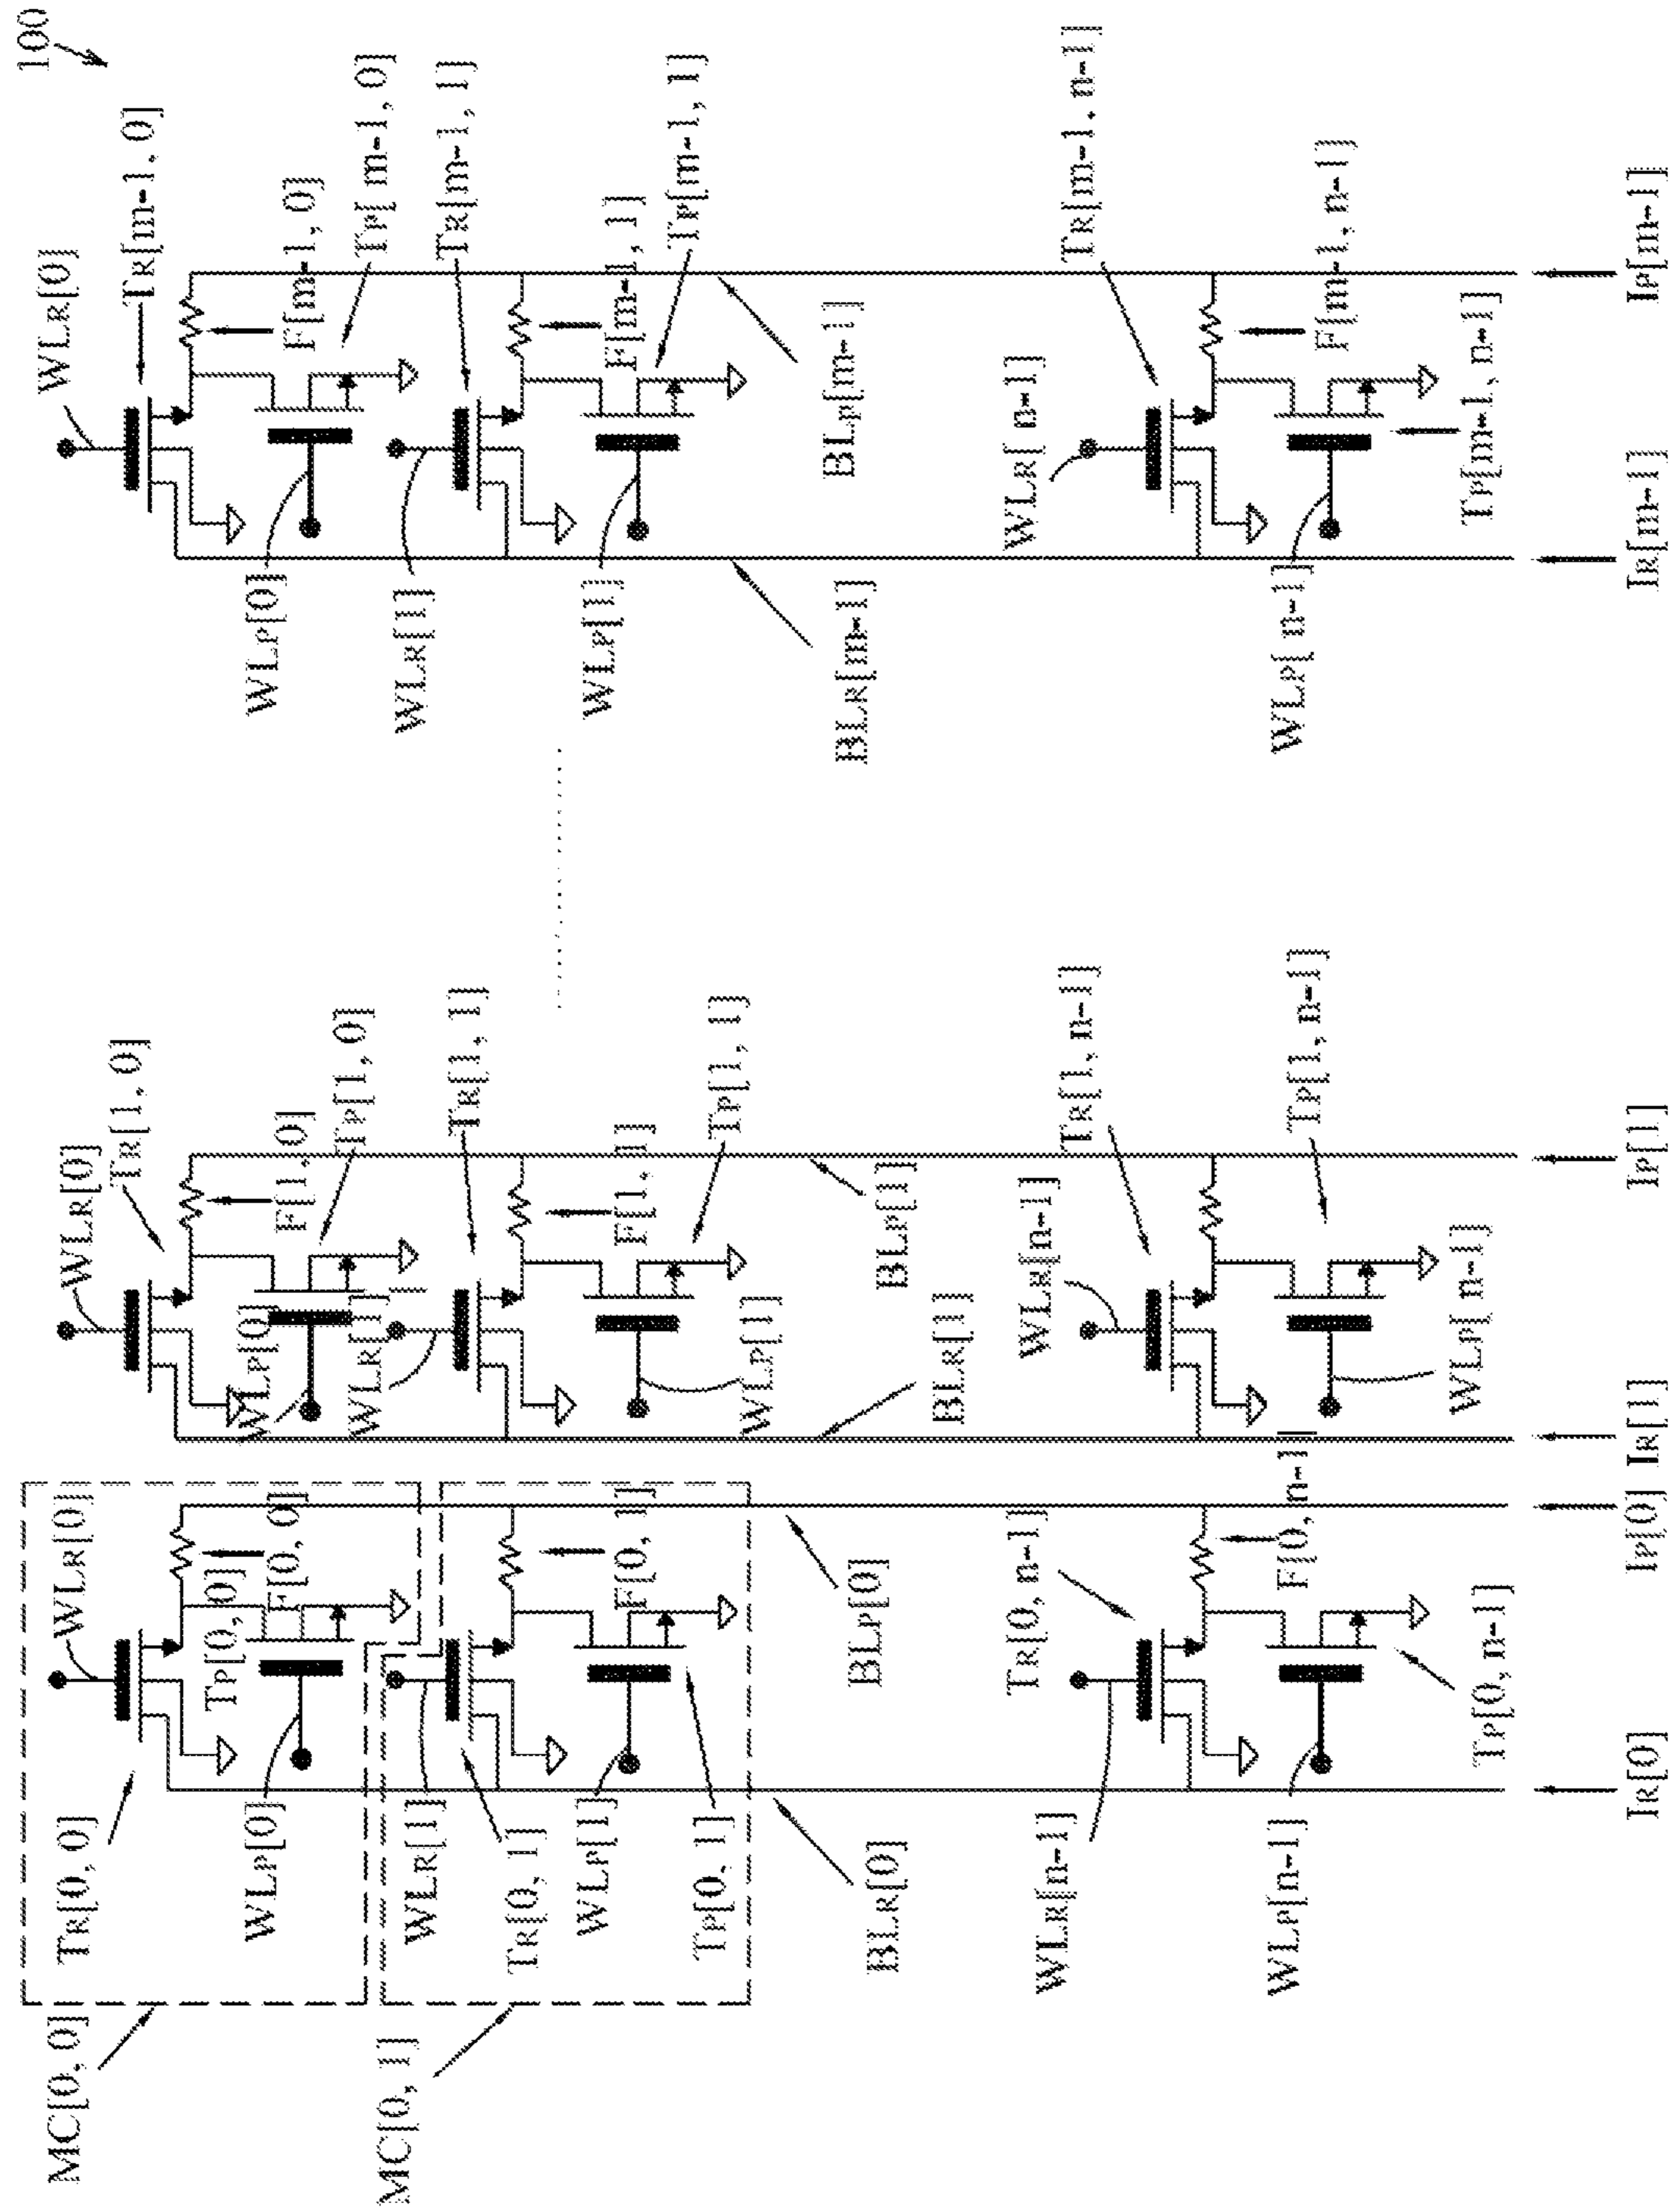 100
MC[0, 0]
TR[0, 0]
WLR[0]
TP[0, 0]
F[0, 0]
WLP[0]
MC[0, 1]
WLR[1]
TR[0, 1]
F[0, 1]
WLP[1]
TP[0, 1]
BLR[0]
BLP[0]
WLR[n-1]
TR[0, n-1]
F[0, n-1]
WLP[n-1]
TP[0, n-1]
IR[0]
IP[0]
WLR[0]
TR[1, 0]
F[1, 0]
TP[1, 0]
WLP[0]
WLP[0]
WLR[1]
TR[1, 1]
F[1, 1]
WLP[1]
TP[1, 1]
BLR[1]
BLP[1]
WLR[n-1]
TR[1, n-1]
WLP[ n-1]
TP[1, n-1]
IR[1]
IP[1]
............
WLR[0]
TR[m-1, 0]
F[m-1, 0]
TP[ m-1, 0]
WLP[0]
WLR[1]
TR[m-1, 1]
F[m-1, 1]
WLP[1]
TP[m-1, 1]
BLR[m-1]
BLP[m-1]
WLR[ n-1]
TR[m-1, n-1]
F[m-1, n-1]
WLP[ n-1]
TP[m-1, n-1]
IR[m-1]
IP[m-1]